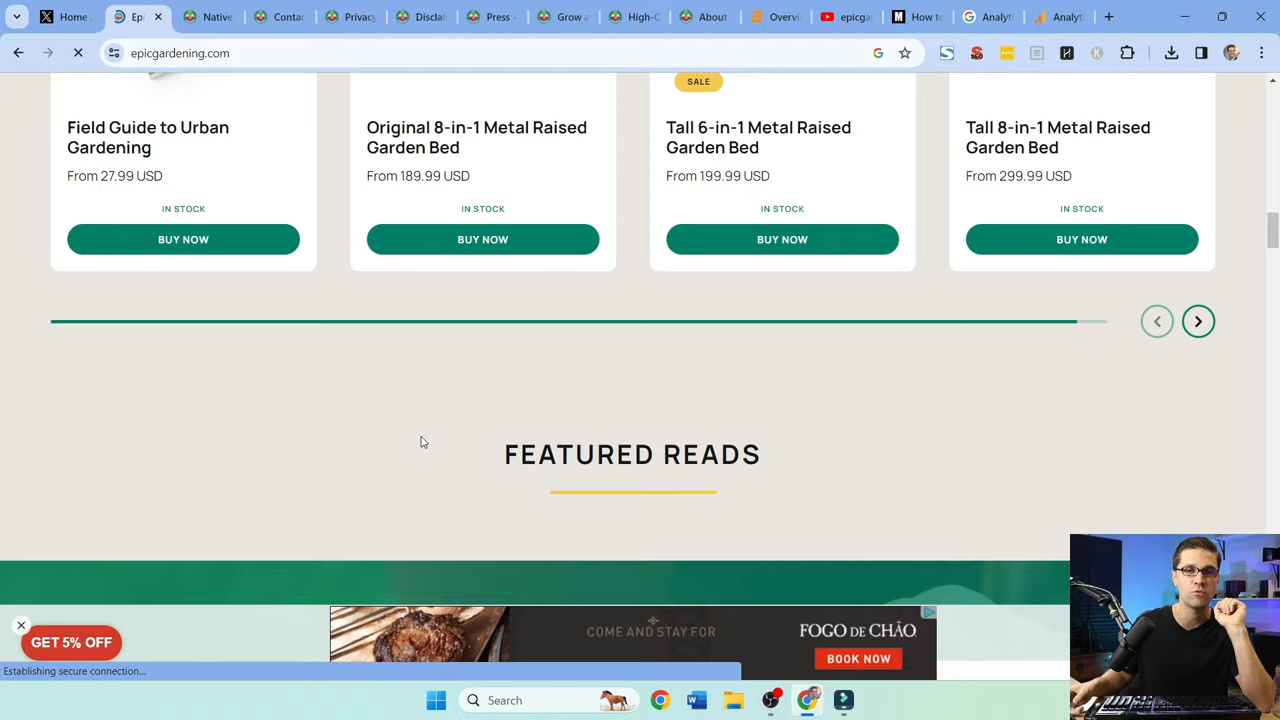 Home
Epic
Native
Contac
Privacy
Disclai
Press -
Grow a
High-C
About
Overvi
epicga
How to
Analyti
Analyti
epicgardening.com
SALE
Field Guide to Urban
Gardening
From 27.99 USD
IN STOCK
BUY NOW
Original 8-in-1 Metal Raised
Garden Bed
From 189.99 USD
IN STOCK
BUY NOW
Tall 6-in-1 Metal Raised
Garden Bed
From 199.99 USD
IN STOCK
BUY NOW
Tall 8-in-1 Metal Raised
Garden Bed
From 299.99 USD
IN STOCK
BUY NOW
FEATURED READS
GET 5% OFF
COME AND STAY FOR
FOGO DE CHÃO
BOOK NOW
Establishing secure connection...
Search